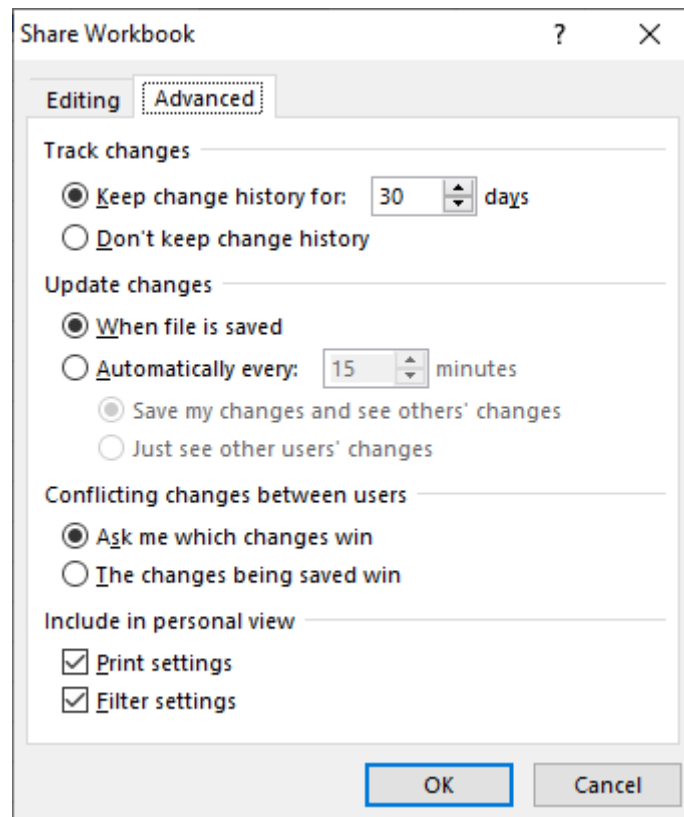 Share Workbook ?
Editing Advanced
Track changes
Keep change history for: 30 days
Don't keep change history
Update changes
When file is saved
Automatically every: 15 minutes
Save my changes and see others' changes
Just see other users' changes
Conflicting changes between users
Ask me which changes win
The changes being saved win
Include in personal view
Print settings
Filter settings
OK Cancel